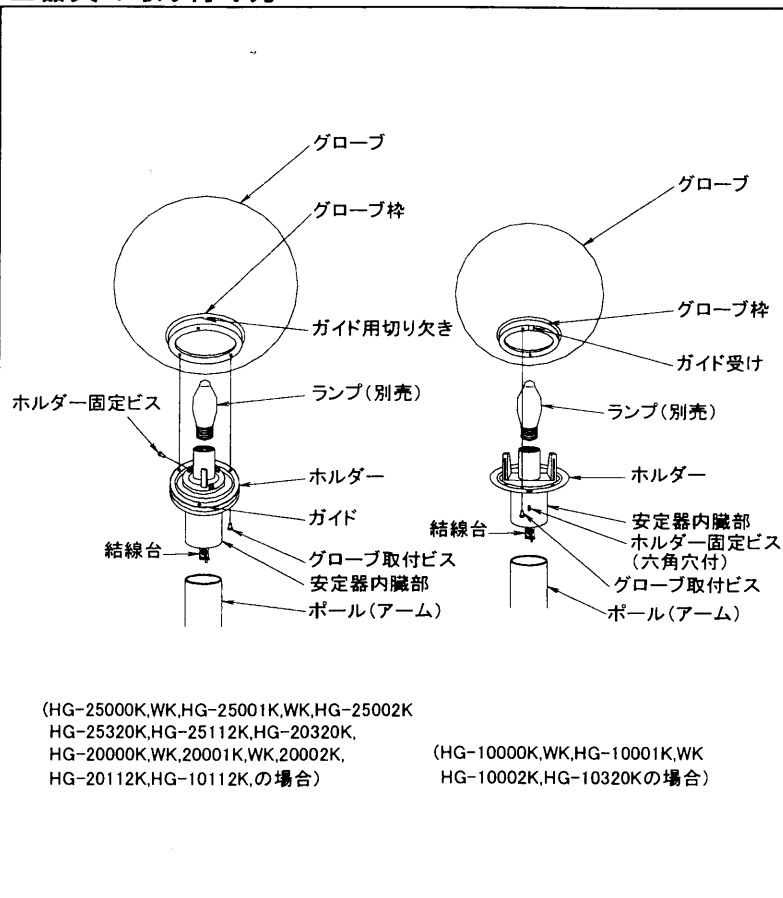 グローブ
グローブ枠
ガイド用切り欠き
ランプ(別売)
ホルダー固定ビス
ホルダー
ガイド
結線台
グローブ取付ビス
安定器内臓部
ポール(アーム)
(HG-25000K,WK,HG-25001K,WK,HG-25002K
HG-25320K,HG-25112K,HG-20320K,
HG-20000K,WK,20001K,WK,20002K,
HG-20112K,HG-10112K,の場合)
グローブ
グローブ枠
ガイド受け
ランプ(別売)
ホルダー
安定器内臓部
結線台
ホルダー固定ビス
(六角穴付)
グローブ取付ビス
ポール(アーム)
(HG-10000K,WK,HG-10001K,WK
HG-10002K,HG-10320Kの場合)